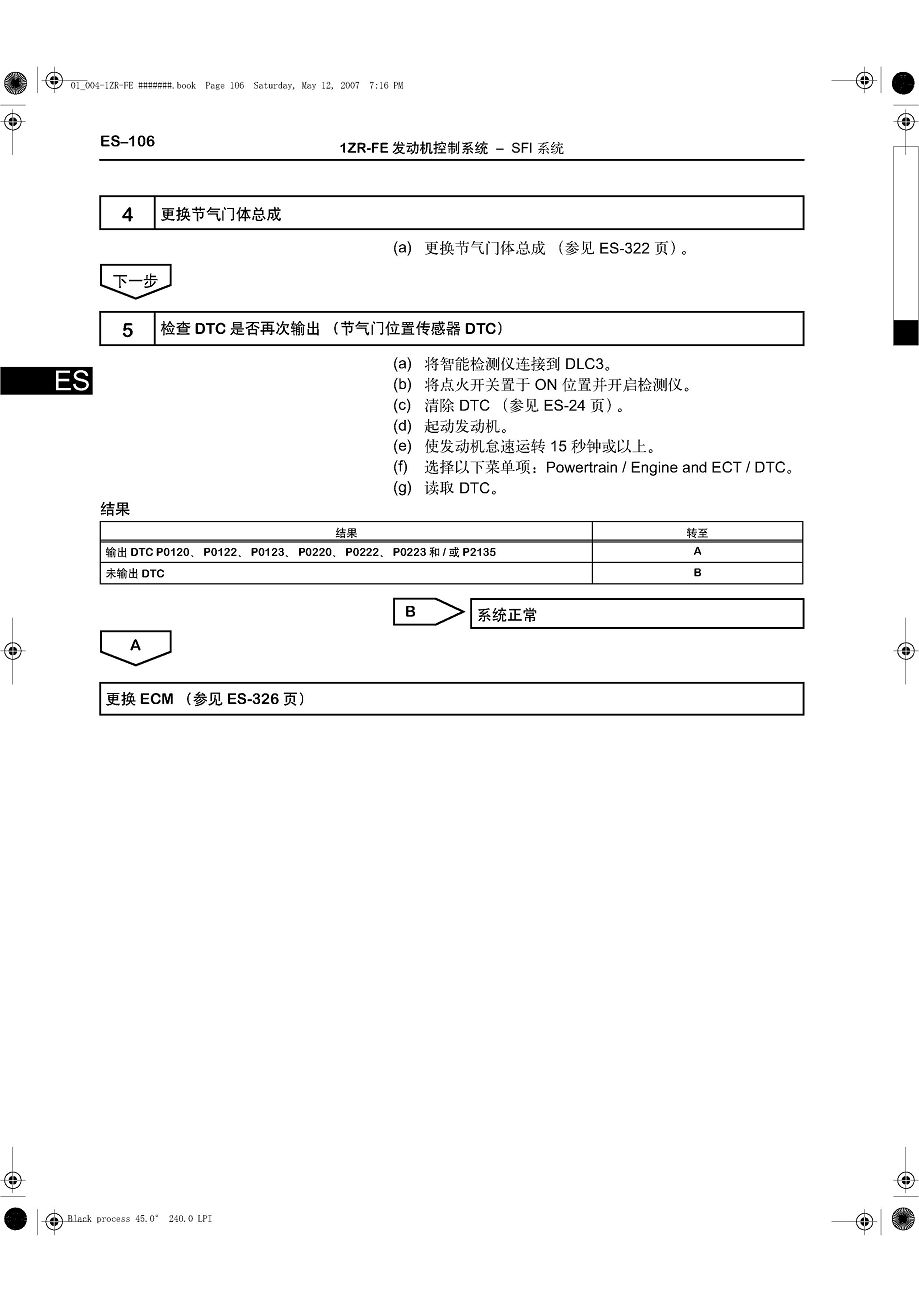 01_004-1ZR-FE #######.book Page 106 Saturday, May 12, 2007 7:16 PM
ES–106
1ZR-FE 发动机控制系统 – SFI 系统
4 更换节气门体总成
(a) 更换节气门体总成 （参见 ES-322 页）。
下一步
5 检查 DTC 是否再次输出 （节气门位置传感器 DTC）
ES
(a) 将智能检测仪连接到 DLC3。
(b) 将点火开关置于 ON 位置并开启检测仪。
(c) 清除 DTC （参见 ES-24 页）。
(d) 起动发动机。
(e) 使发动机怠速运转 15 秒钟或以上。
(f) 选择以下菜单项：Powertrain / Engine and ECT / DTC。
(g) 读取 DTC。
结果
结果 转至
输出 DTC P0120、 P0122、 P0123、 P0220、 P0222、 P0223 和 / 或 P2135 A
未输出 DTC B
B 系统正常
A
更换 ECM （参见 ES-326 页）
Black process 45.0° 240.0 LPI